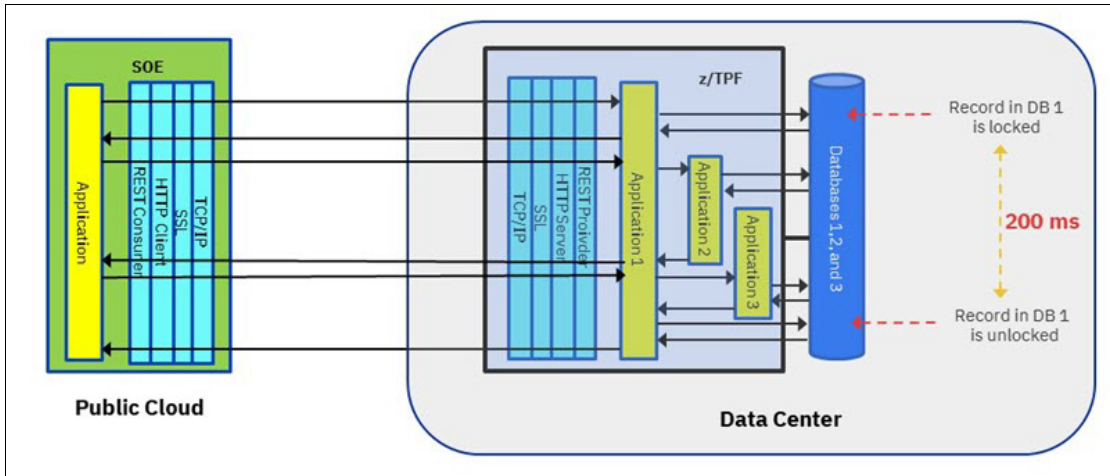 SOE
Application
REST Consumer
HTTP Client
SSL
TCP/IP
Public Cloud
z/TPF
TCP/IP
SSL
HTTP Server
REST Proivder
Application 1
Application 2
Application 3
Databases 1,2, and 3
Record in DB 1
is locked
200 ms
Record in DB 1
is unlocked
Data Center